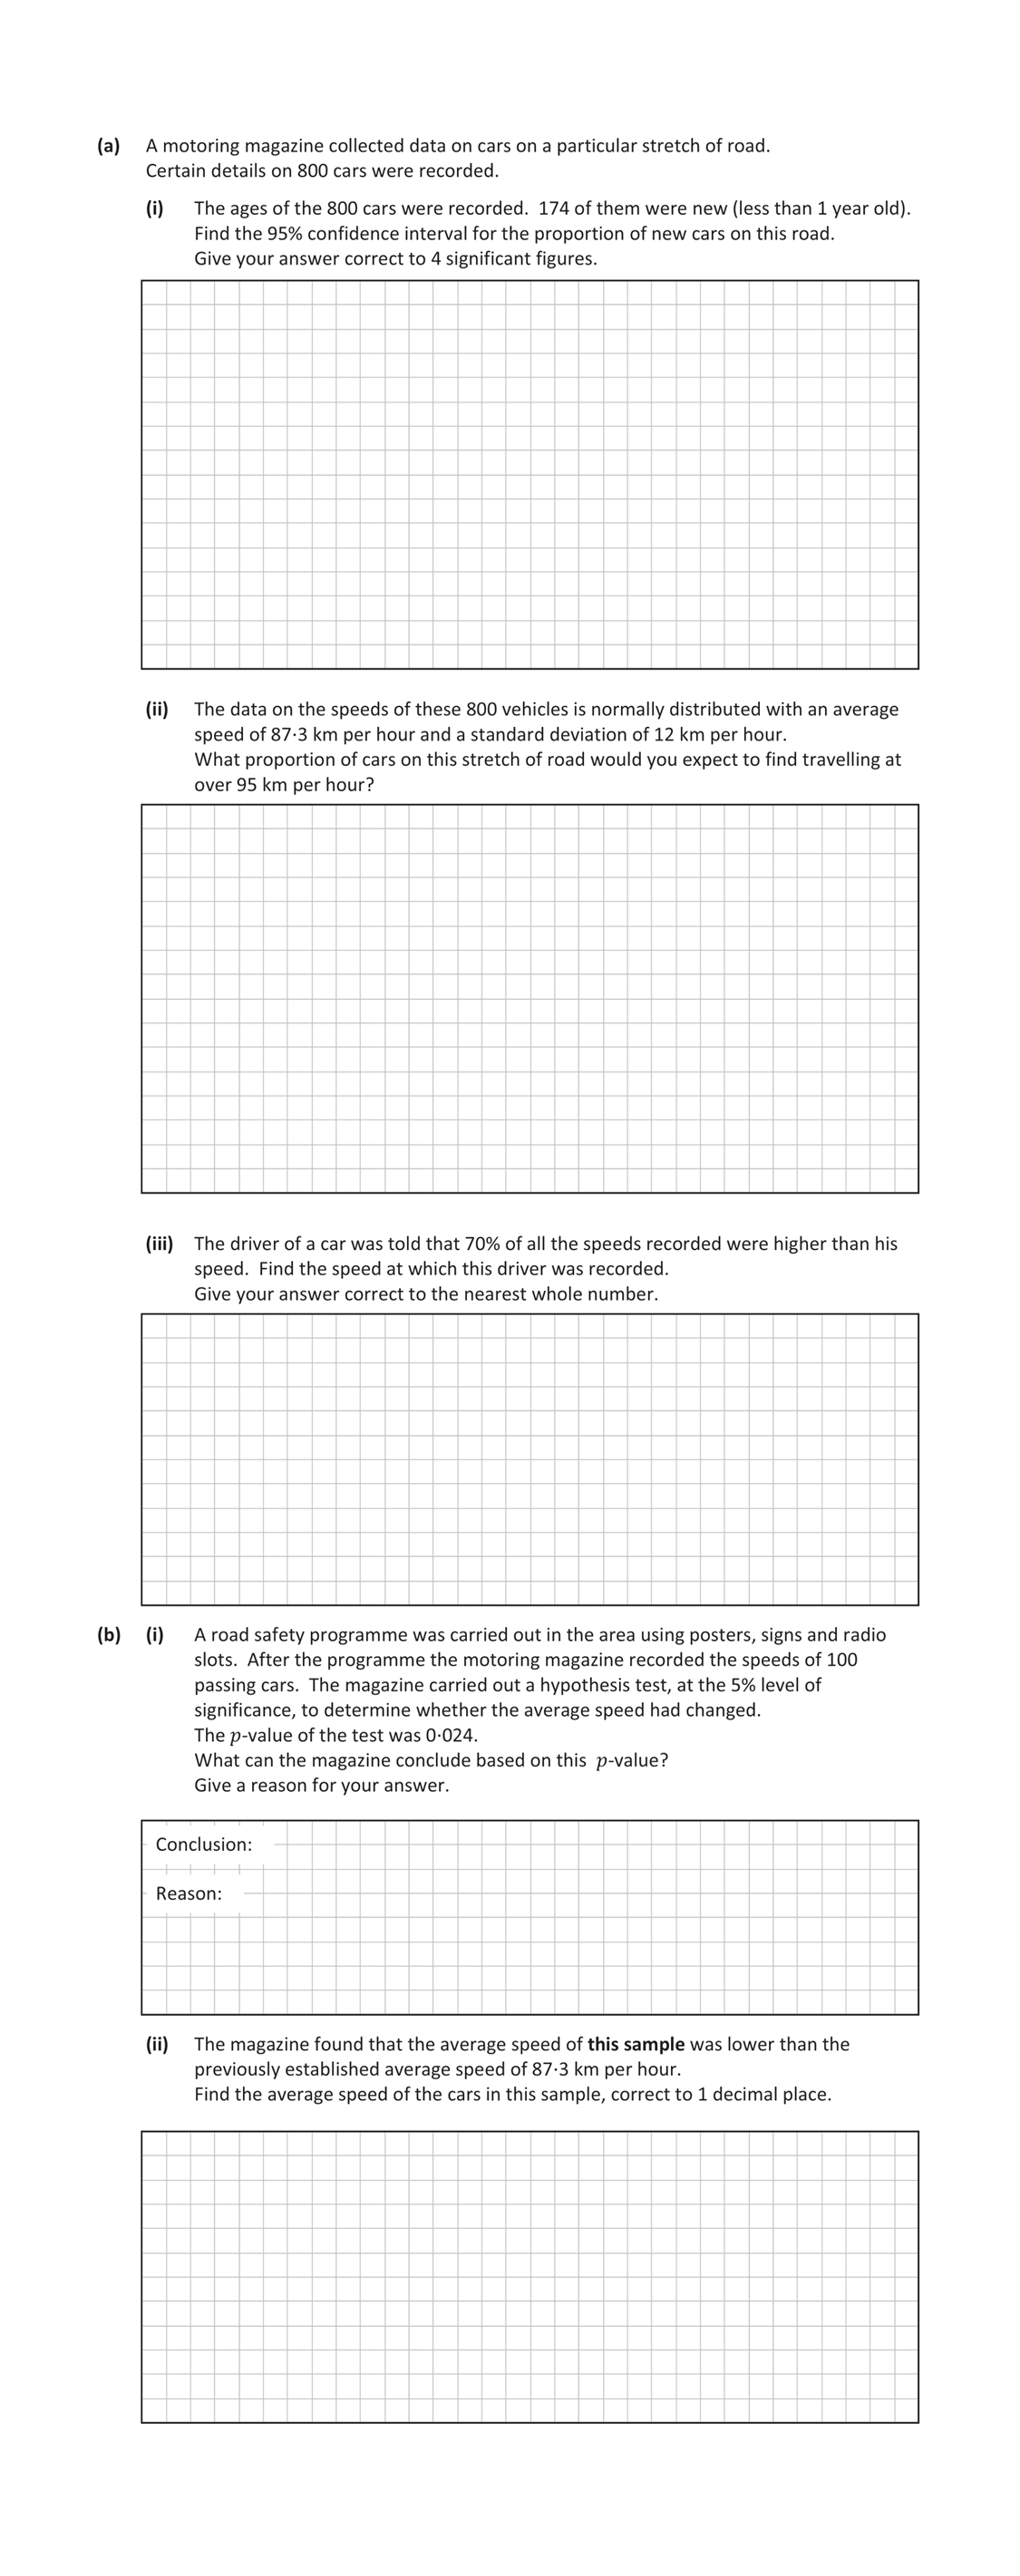 (a) A motoring magazine collected data on cars on a particular stretch of road.
Certain details on 800 cars were recorded.
(i) The ages of the 800 cars were recorded. 174 of them were new (less than 1 year old).
Find the 95% confidence interval for the proportion of new cars on this road.
Give your answer correct to 4 significant figures.
(ii) The data on the speeds of these 800 vehicles is normally distributed with an average
speed of 87·3 km per hour and a standard deviation of 12 km per hour.
What proportion of cars on this stretch of road would you expect to find travelling at
over 95 km per hour?
(iii) The driver of a car was told that 70% of all the speeds recorded were higher than his
speed. Find the speed at which this driver was recorded.
Give your answer correct to the nearest whole number.
(b) (i) A road safety programme was carried out in the area using posters, signs and radio
slots. After the programme the motoring magazine recorded the speeds of 100
passing cars. The magazine carried out a hypothesis test, at the 5% level of
significance, to determine whether the average speed had changed.
The p-value of the test was 0·024.
What can the magazine conclude based on this p-value?
Give a reason for your answer.
Conclusion:
Reason:
(ii) The magazine found that the average speed of this sample was lower than the
previously established average speed of 87·3 km per hour.
Find the average speed of the cars in this sample, correct to 1 decimal place.